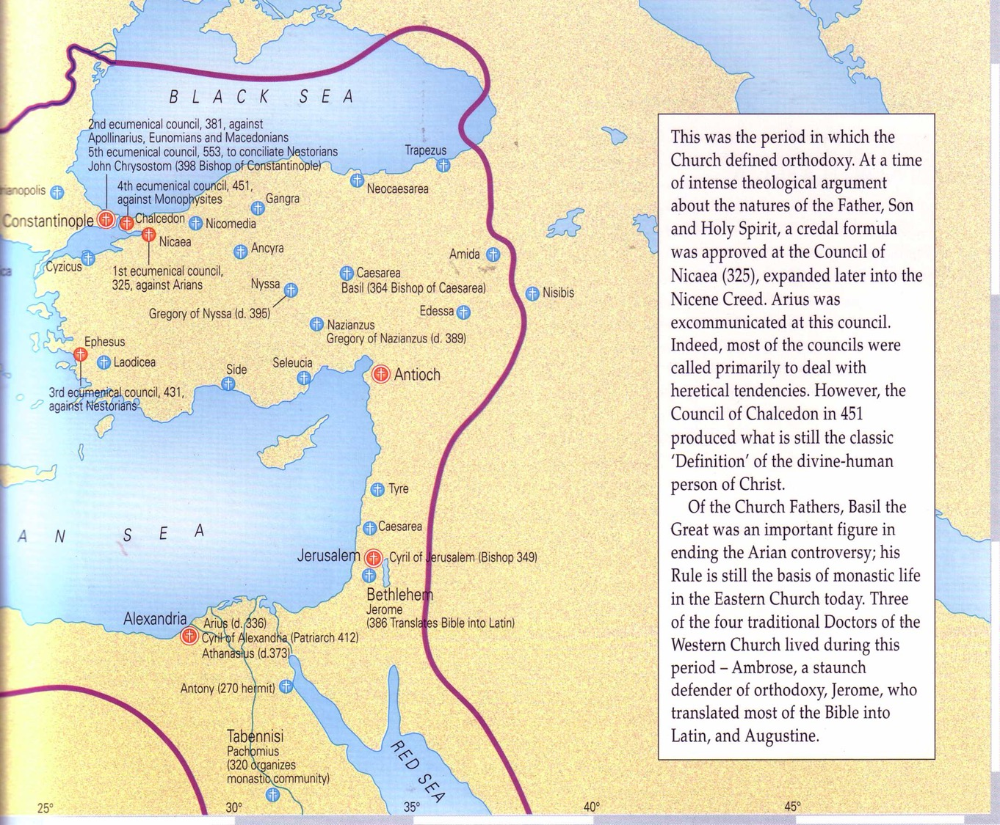 BLACK SEA
2nd ecumenical council, 381, against
Apollinarius, Eunomians and Macedonians
5th ecumenical council, 553, to conciliate Nestorians
John Chrysostom (398 Bishop of Constantinople)
4th ecumenical council, 451,
against Monophysites
Trapezus
Neocaesarea
Gangra
Constantinople
Chalcedon
Nicomedia
Nicaea
Ancyra
Cyzicus
1st ecumenical council,
325, against Arians
Amida
Caesarea
Basil (364 Bishop of Caesarea)
Nyssa
Gregory of Nyssa (d. 395)
Nisibis
Edessa
Nazianzus
Gregory of Nazianzus (d. 389)
Ephesus
Laodicea
Side
Seleucia
Antioch
3rd ecumenical council, 431,
against Nestorians
AN SEA
Tyre
Caesarea
Jerusalem
Cyril of Jerusalem (Bishop 349)
Bethlehem
Jerome
(386 Translates Bible into Latin)
Alexandria
Arius (d. 336)
Cyril of Alexandria (Patriarch 412)
Athanasius (d.373)
Antony (270 hermit)
Tabennisi
Pachomius
(320 organizes
monastic community)
RED SEA
25°
30°
35°
40°
45°
This was the period in which the
Church defined orthodoxy. At a time
of intense theological argument
about the natures of the Father, Son
and Holy Spirit, a credal formula
was approved at the Council of
Nicaea (325), expanded later into the
Nicene Creed. Arius was
excommunicated at this council.
Indeed, most of the councils were
called primarily to deal with
heretical tendencies. However, the
Council of Chalcedon in 451
produced what is still the classic
‘Definition’ of the divine-human
person of Christ.
Of the Church Fathers, Basil the
Great was an important figure in
ending the Arian controversy; his
Rule is still the basis of monastic life
in the Eastern Church today. Three
of the four traditional Doctors of the
Western Church lived during this
period – Ambrose, a staunch
defender of orthodoxy, Jerome, who
translated most of the Bible into
Latin, and Augustine.